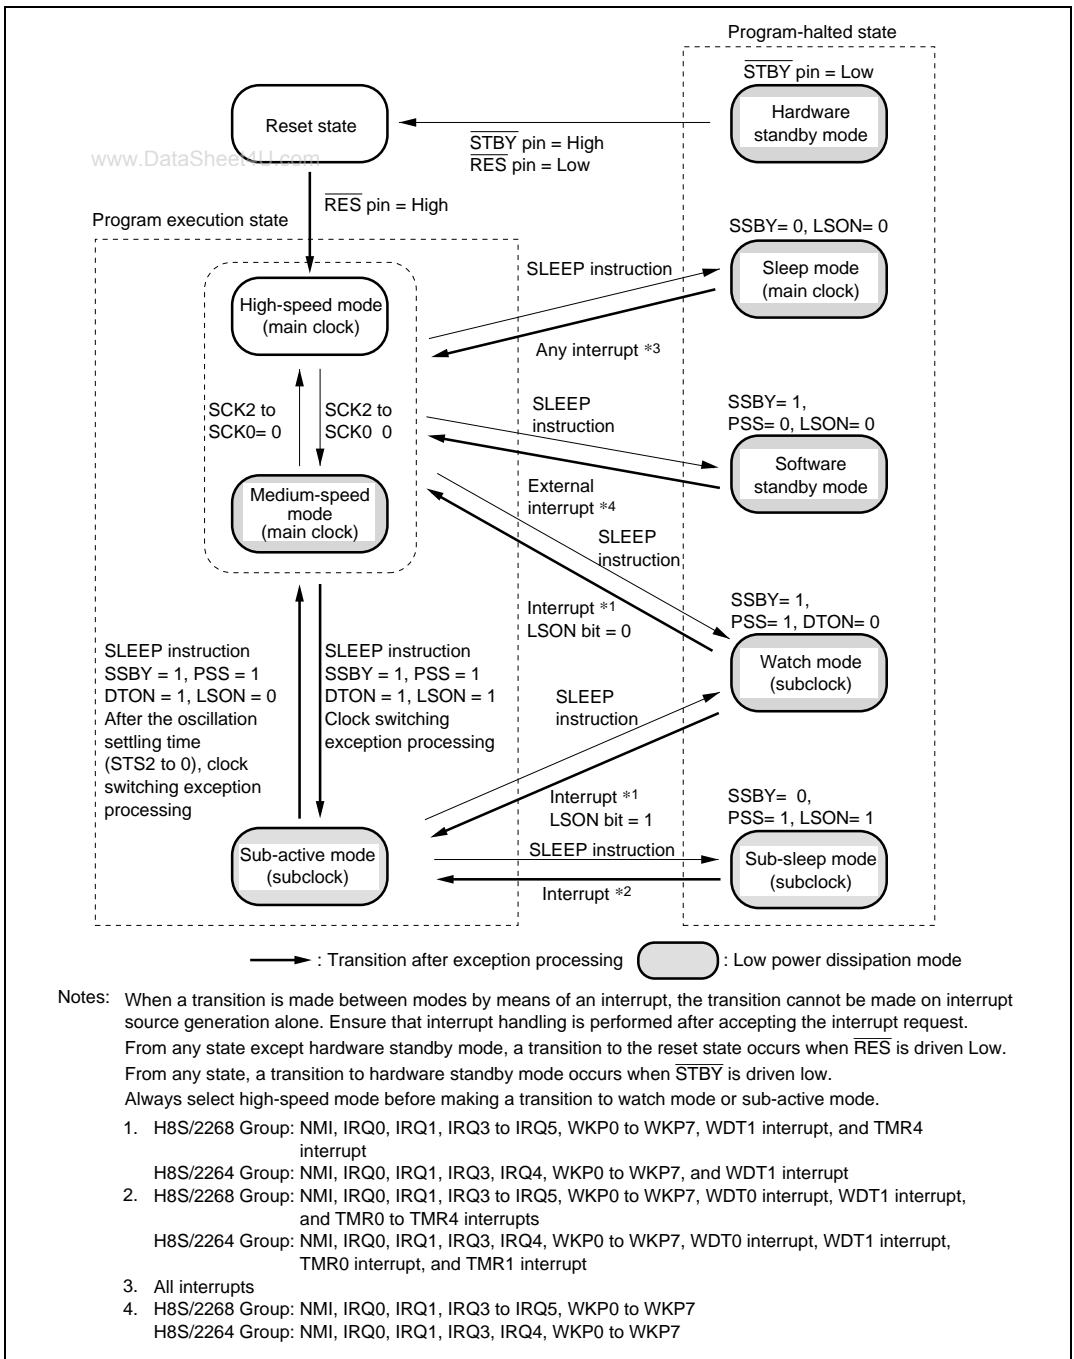 Program-halted state
STBY pin = Low
Hardware
standby mode
Reset state
STBY pin = High
RES pin = Low
www.DataSheet4U.com
RES pin = High
Program execution state
SSBY= 0, LSON= 0
Sleep mode
(main clock)
SLEEP instruction
Any interrupt *3
High-speed mode
(main clock)
SCK2 to
SCK0= 0
SCK2 to
SCK0 0
SLEEP
instruction
SSBY= 1,
PSS= 0, LSON= 0
Software
standby mode
External
interrupt *4
Medium-speed
mode
(main clock)
SLEEP
instruction
Interrupt *1
LSON bit = 0
SSBY= 1,
PSS= 1, DTON= 0
Watch mode
(subclock)
SLEEP instruction
SSBY = 1, PSS = 1
DTON = 1, LSON = 0
After the oscillation
settling time
(STS2 to 0), clock
switching exception
processing
SLEEP instruction
SSBY = 1, PSS = 1
DTON = 1, LSON = 1
Clock switching
exception processing
SLEEP
instruction
Interrupt *1
LSON bit = 1
SSBY= 0,
PSS= 1, LSON= 1
Sub-active mode
(subclock)
SLEEP instruction
Interrupt *2
Sub-sleep mode
(subclock)
: Transition after exception processing
: Low power dissipation mode
Notes: When a transition is made between modes by means of an interrupt, the transition cannot be made on interrupt
source generation alone. Ensure that interrupt handling is performed after accepting the interrupt request.
From any state except hardware standby mode, a transition to the reset state occurs when RES is driven Low.
From any state, a transition to hardware standby mode occurs when STBY is driven low.
Always select high-speed mode before making a transition to watch mode or sub-active mode.
1. H8S/2268 Group: NMI, IRQ0, IRQ1, IRQ3 to IRQ5, WKP0 to WKP7, WDT1 interrupt, and TMR4
interrupt
H8S/2264 Group: NMI, IRQ0, IRQ1, IRQ3, IRQ4, WKP0 to WKP7, and WDT1 interrupt
2. H8S/2268 Group: NMI, IRQ0, IRQ1, IRQ3 to IRQ5, WKP0 to WKP7, WDT0 interrupt, WDT1 interrupt,
and TMR0 to TMR4 interrupts
H8S/2264 Group: NMI, IRQ0, IRQ1, IRQ3, IRQ4, WKP0 to WKP7, WDT0 interrupt, WDT1 interrupt,
TMR0 interrupt, and TMR1 interrupt
3. All interrupts
4. H8S/2268 Group: NMI, IRQ0, IRQ1, IRQ3 to IRQ5, WKP0 to WKP7
H8S/2264 Group: NMI, IRQ0, IRQ1, IRQ3, IRQ4, WKP0 to WKP7